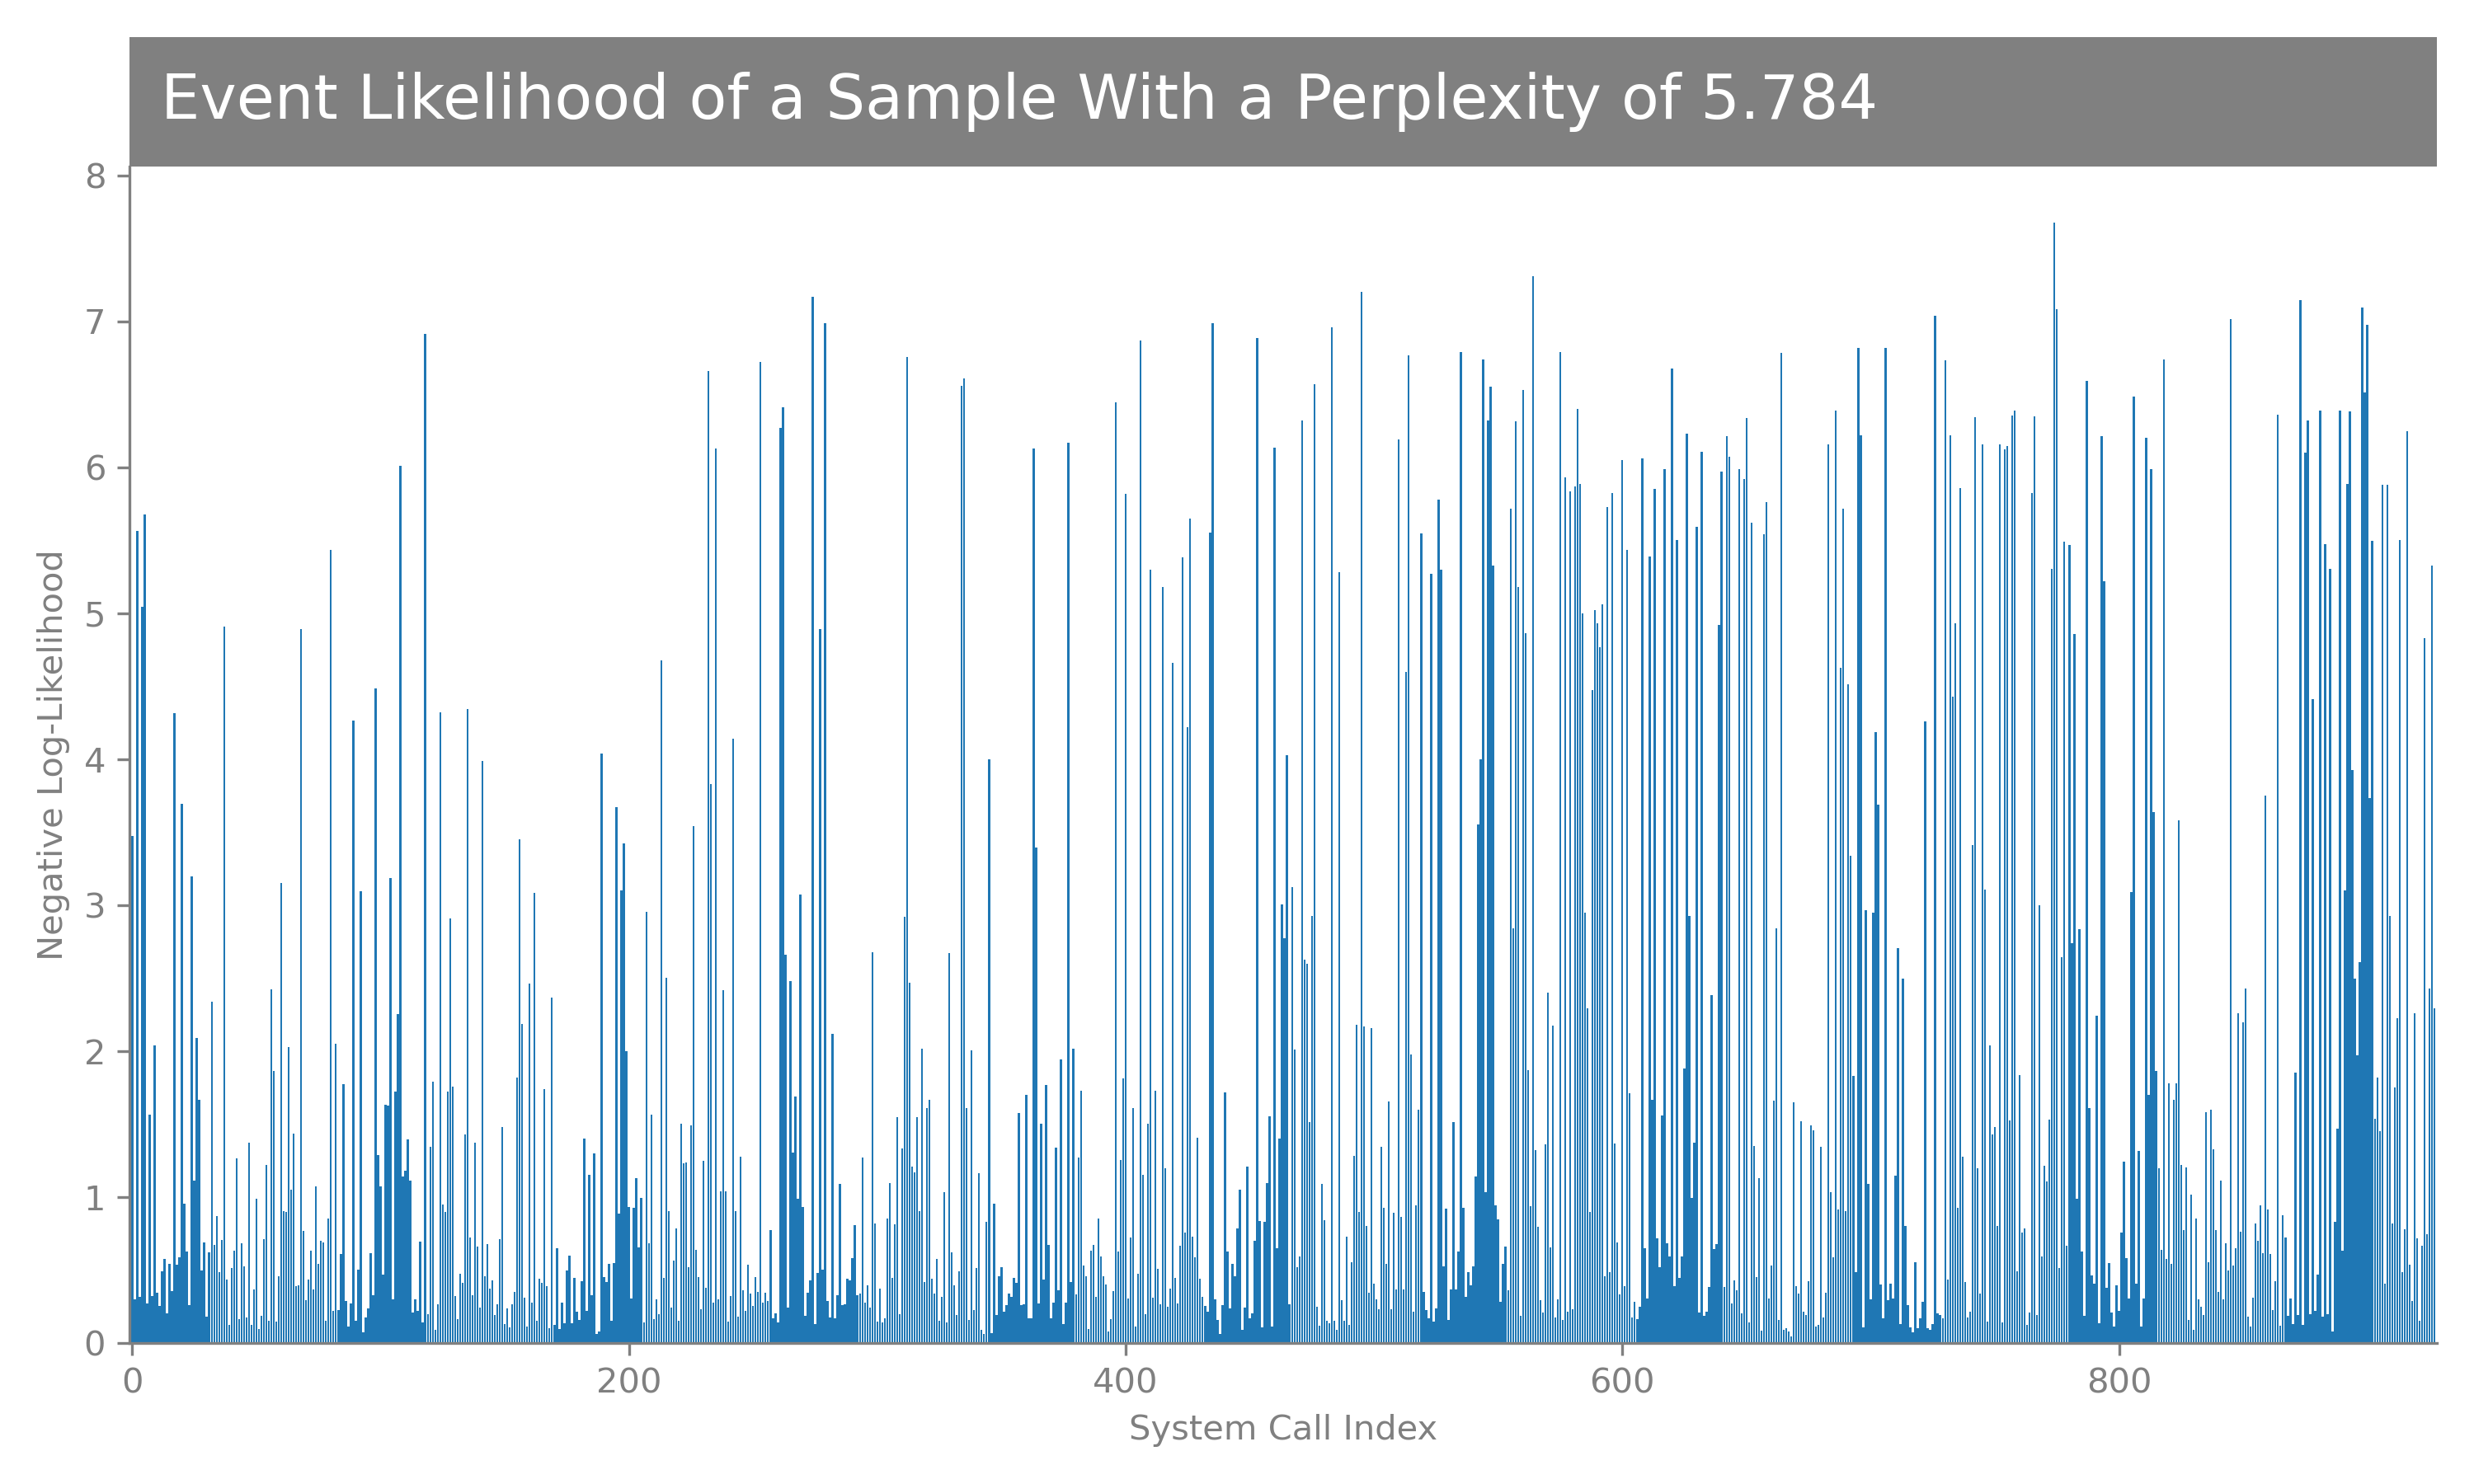 Event Likelihood of a Sample With a Perplexity of 5.784
8
7
6
5
4
3
2
1
0
Negative Log-Likelihood
0 200 400 600 800
System Call Index